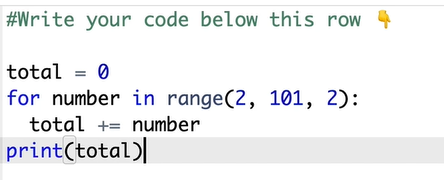 #Write your code below this row 👇
total = 0
for number in range(2, 101, 2):
  total += number
print(total)